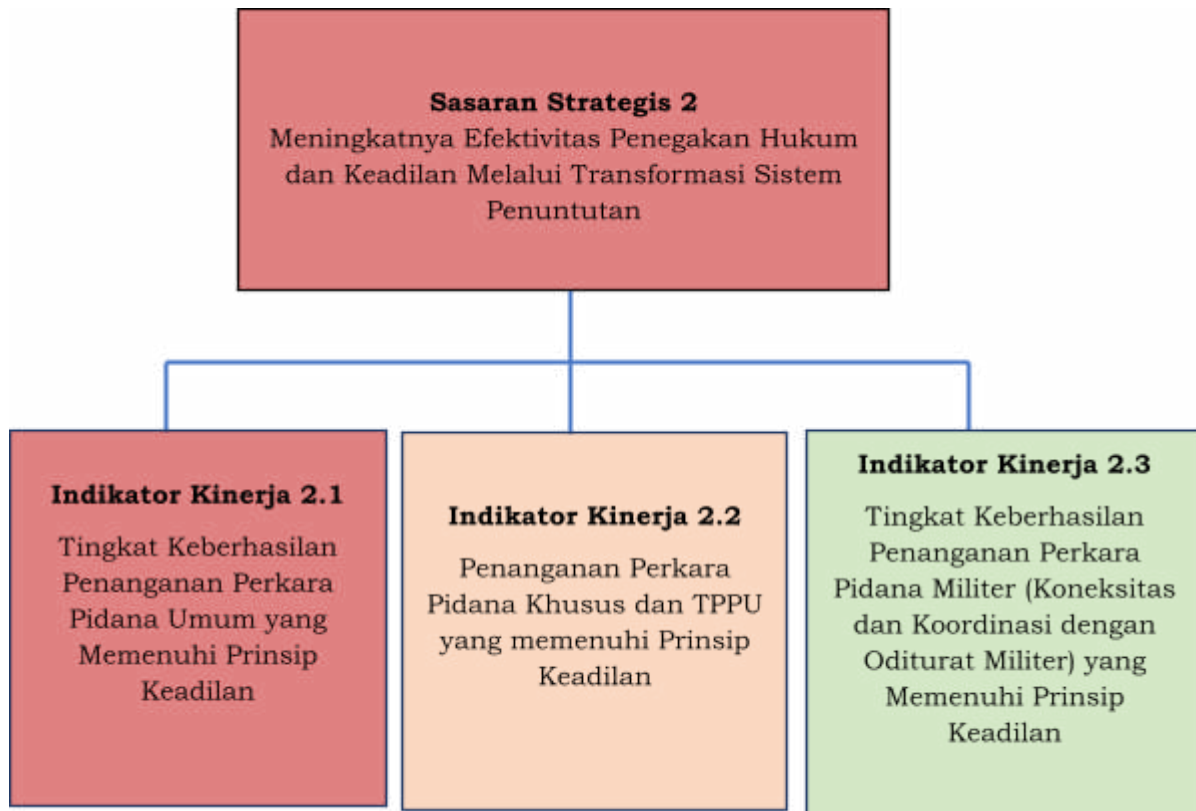 Sasaran Strategis 2
Meningkatnya Efektivitas Penegakan Hukum
dan Keadilan Melalui Transformasi Sistem
Penuntutan
Indikator Kinerja 2.1
Tingkat Keberhasilan
Penanganan Perkara
Pidana Umum yang
Memenuhi Prinsip
Keadilan
Indikator Kinerja 2.2
Penanganan Perkara
Pidana Khusus dan TPPU
yang memenuhi Prinsip
Keadilan
Indikator Kinerja 2.3
Tingkat Keberhasilan
Penanganan Perkara
Pidana Militer (Koneksitas
dan Koordinasi dengan
Oditurat Militer) yang
Memenuhi Prinsip
Keadilan